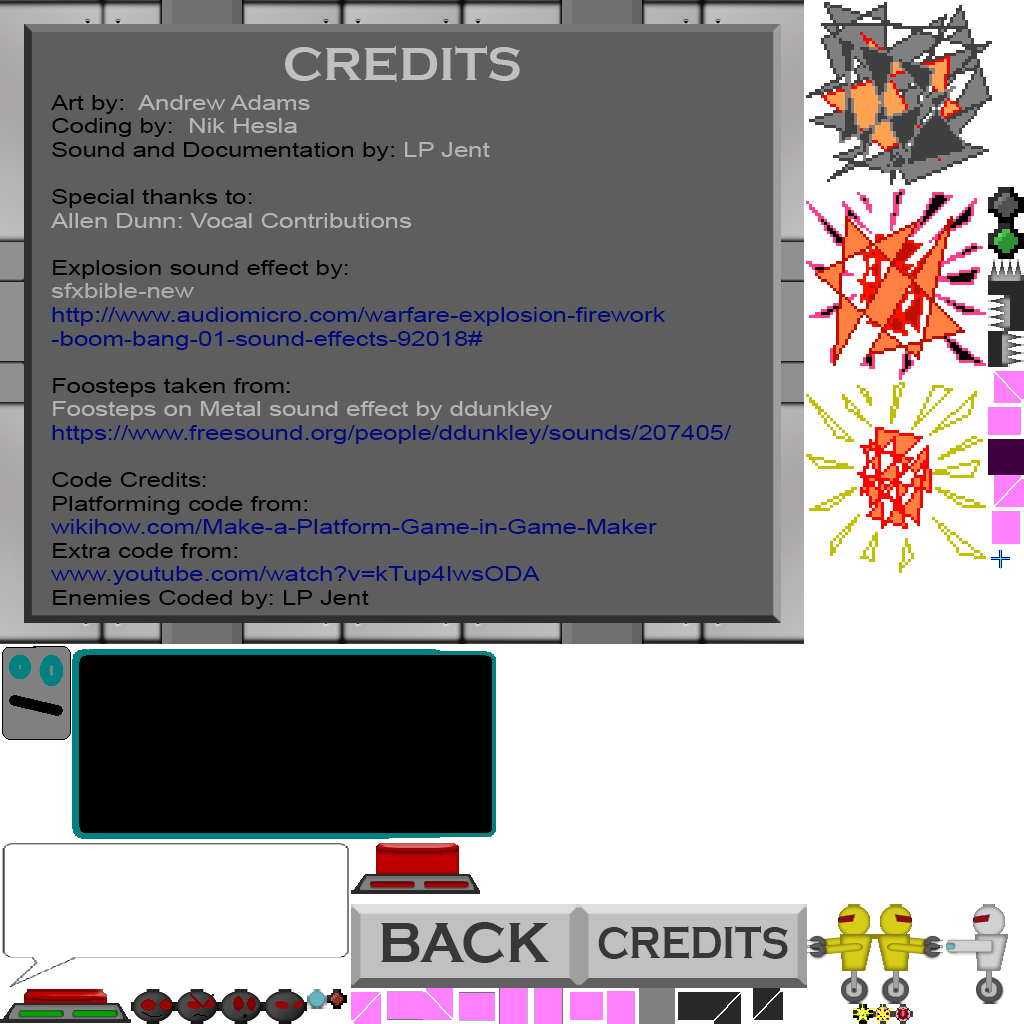 CREDITS
Art by: Andrew Adams
Coding by: Nik Hesla
Sound and Documentation by: LP Jent
Special thanks to:
Allen Dunn: Vocal Contributions
Explosion sound effect by:
sfxbible-new
http://www.audiomicro.com/warfare-explosion-firework
-boom-bang-01-sound-effects-92018#
Foosteps taken from:
Foosteps on Metal sound effect by ddunkley
https://www.freesound.org/people/ddunkley/sounds/207405/
Code Credits:
Platforming code from:
wikihow.com/Make-a-Platform-Game-in-Game-Maker
Extra code from:
www.youtube.com/watch?v=kTup4IwsODA
Enemies Coded by: LP Jent
BACK
CREDITS